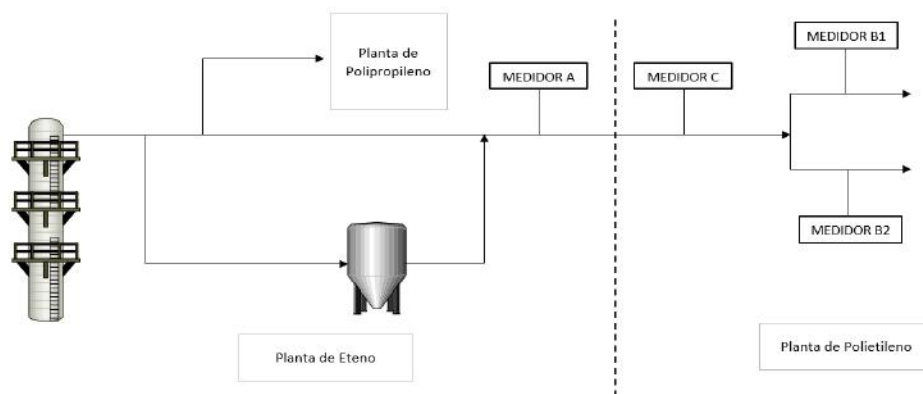 MEDIDOR B1
Planta de
Polipropileno
MEDIDOR A
MEDIDOR C
MEDIDOR B2
Planta de Eteno
Planta de Polietileno